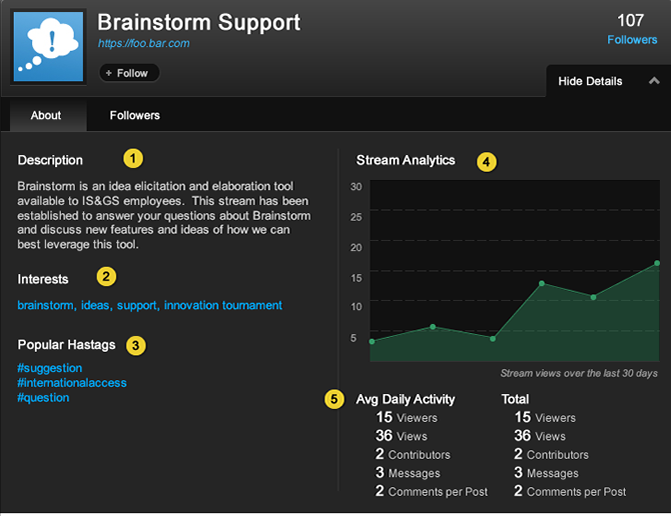 Brainstorm Support
https://foo.bar.com
+ Follow
107
Followers
Hide Details
About
Followers
Description 1
Brainstorm is an idea elicitation and elaboration tool
available to IS&GS employees. This stream has been
established to answer your questions about Brainstorm
and discuss new features and ideas of how we can
best leverage this tool.
Interests 2
brainstorm, ideas, support, innovation tournament
Popular Hastags 3
#suggestion
#internationalaccess
#question
Stream Analytics 4
30
25
20
15
10
5
Stream views over the last 30 days
5 Avg Daily Activity
15 Viewers
36 Views
2 Contributors
3 Messages
2 Comments per Post
Total
15 Viewers
36 Views
2 Contributors
3 Messages
2 Comments per Post